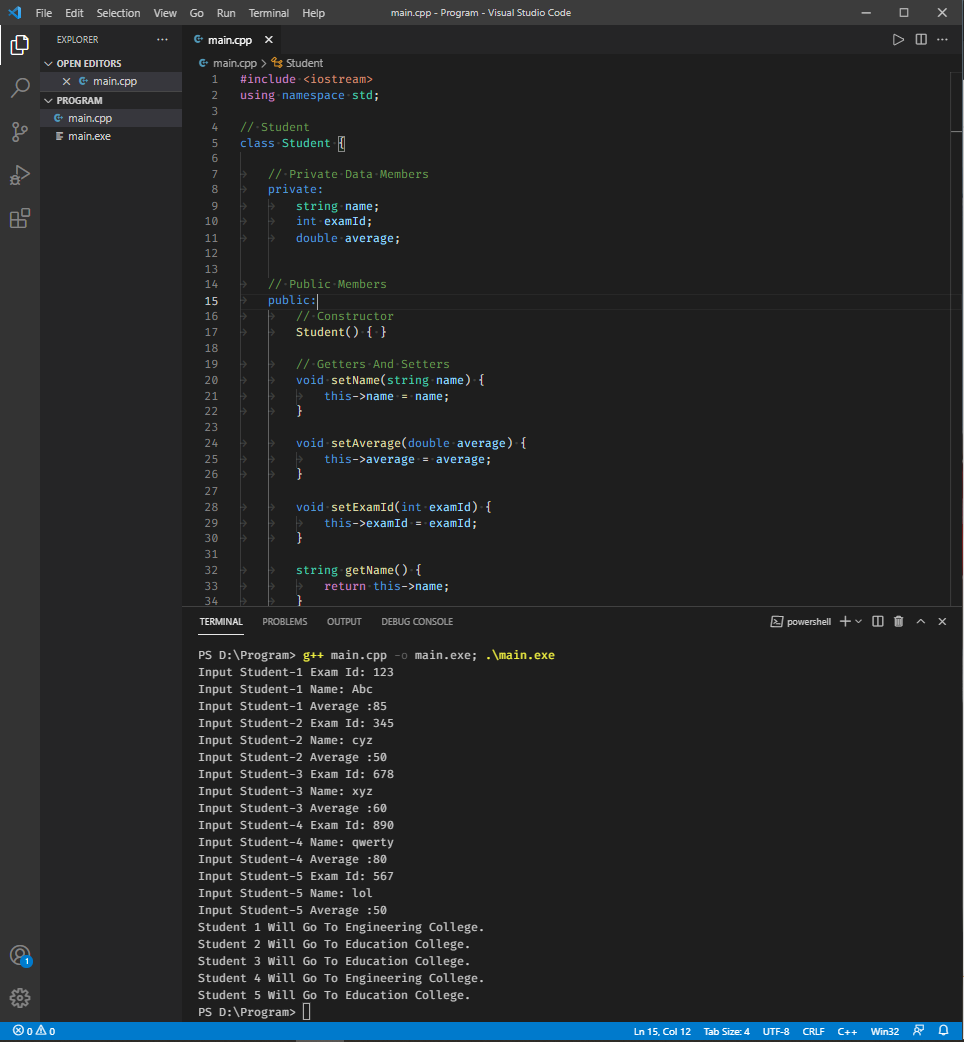 File Edit Selection View Go Run Terminal Help main.cpp - Program - Visual Studio Code
EXPLORER
OPEN EDITORS
main.cpp
PROGRAM
main.cpp
main.exe
main.cpp
main.cpp > Student
1 #include <iostream>
2 using namespace std;
3
4 // Student
5 class Student {
6
7 // Private Data Members
8 private:
9 string name;
10 int examId;
11 double average;
12
13
14 // Public Members
15 public:
16 // Constructor
17 Student() { }
18
19 // Getters And Setters
20 void setName(string name) {
21 this->name = name;
22 }
23
24 void setAverage(double average) {
25 this->average = average;
26 }
27
28 void setExamId(int examId) {
29 this->examId = examId;
30 }
31
32 string getName() {
33 return this->name;
34 }
TERMINAL PROBLEMS OUTPUT DEBUG CONSOLE powershell
PS D:\Program> g++ main.cpp -o main.exe; .\main.exe
Input Student-1 Exam Id: 123
Input Student-1 Name: Abc
Input Student-1 Average :85
Input Student-2 Exam Id: 345
Input Student-2 Name: cyz
Input Student-2 Average :50
Input Student-3 Exam Id: 678
Input Student-3 Name: xyz
Input Student-3 Average :60
Input Student-4 Exam Id: 890
Input Student-4 Name: qwerty
Input Student-4 Average :80
Input Student-5 Exam Id: 567
Input Student-5 Name: lol
Input Student-5 Average :50
Student 1 Will Go To Engineering College.
Student 2 Will Go To Education College.
Student 3 Will Go To Education College.
Student 4 Will Go To Engineering College.
Student 5 Will Go To Education College.
PS D:\Program>
1
0 0 Ln 15, Col 12 Tab Size: 4 UTF-8 CRLF C++ Win32